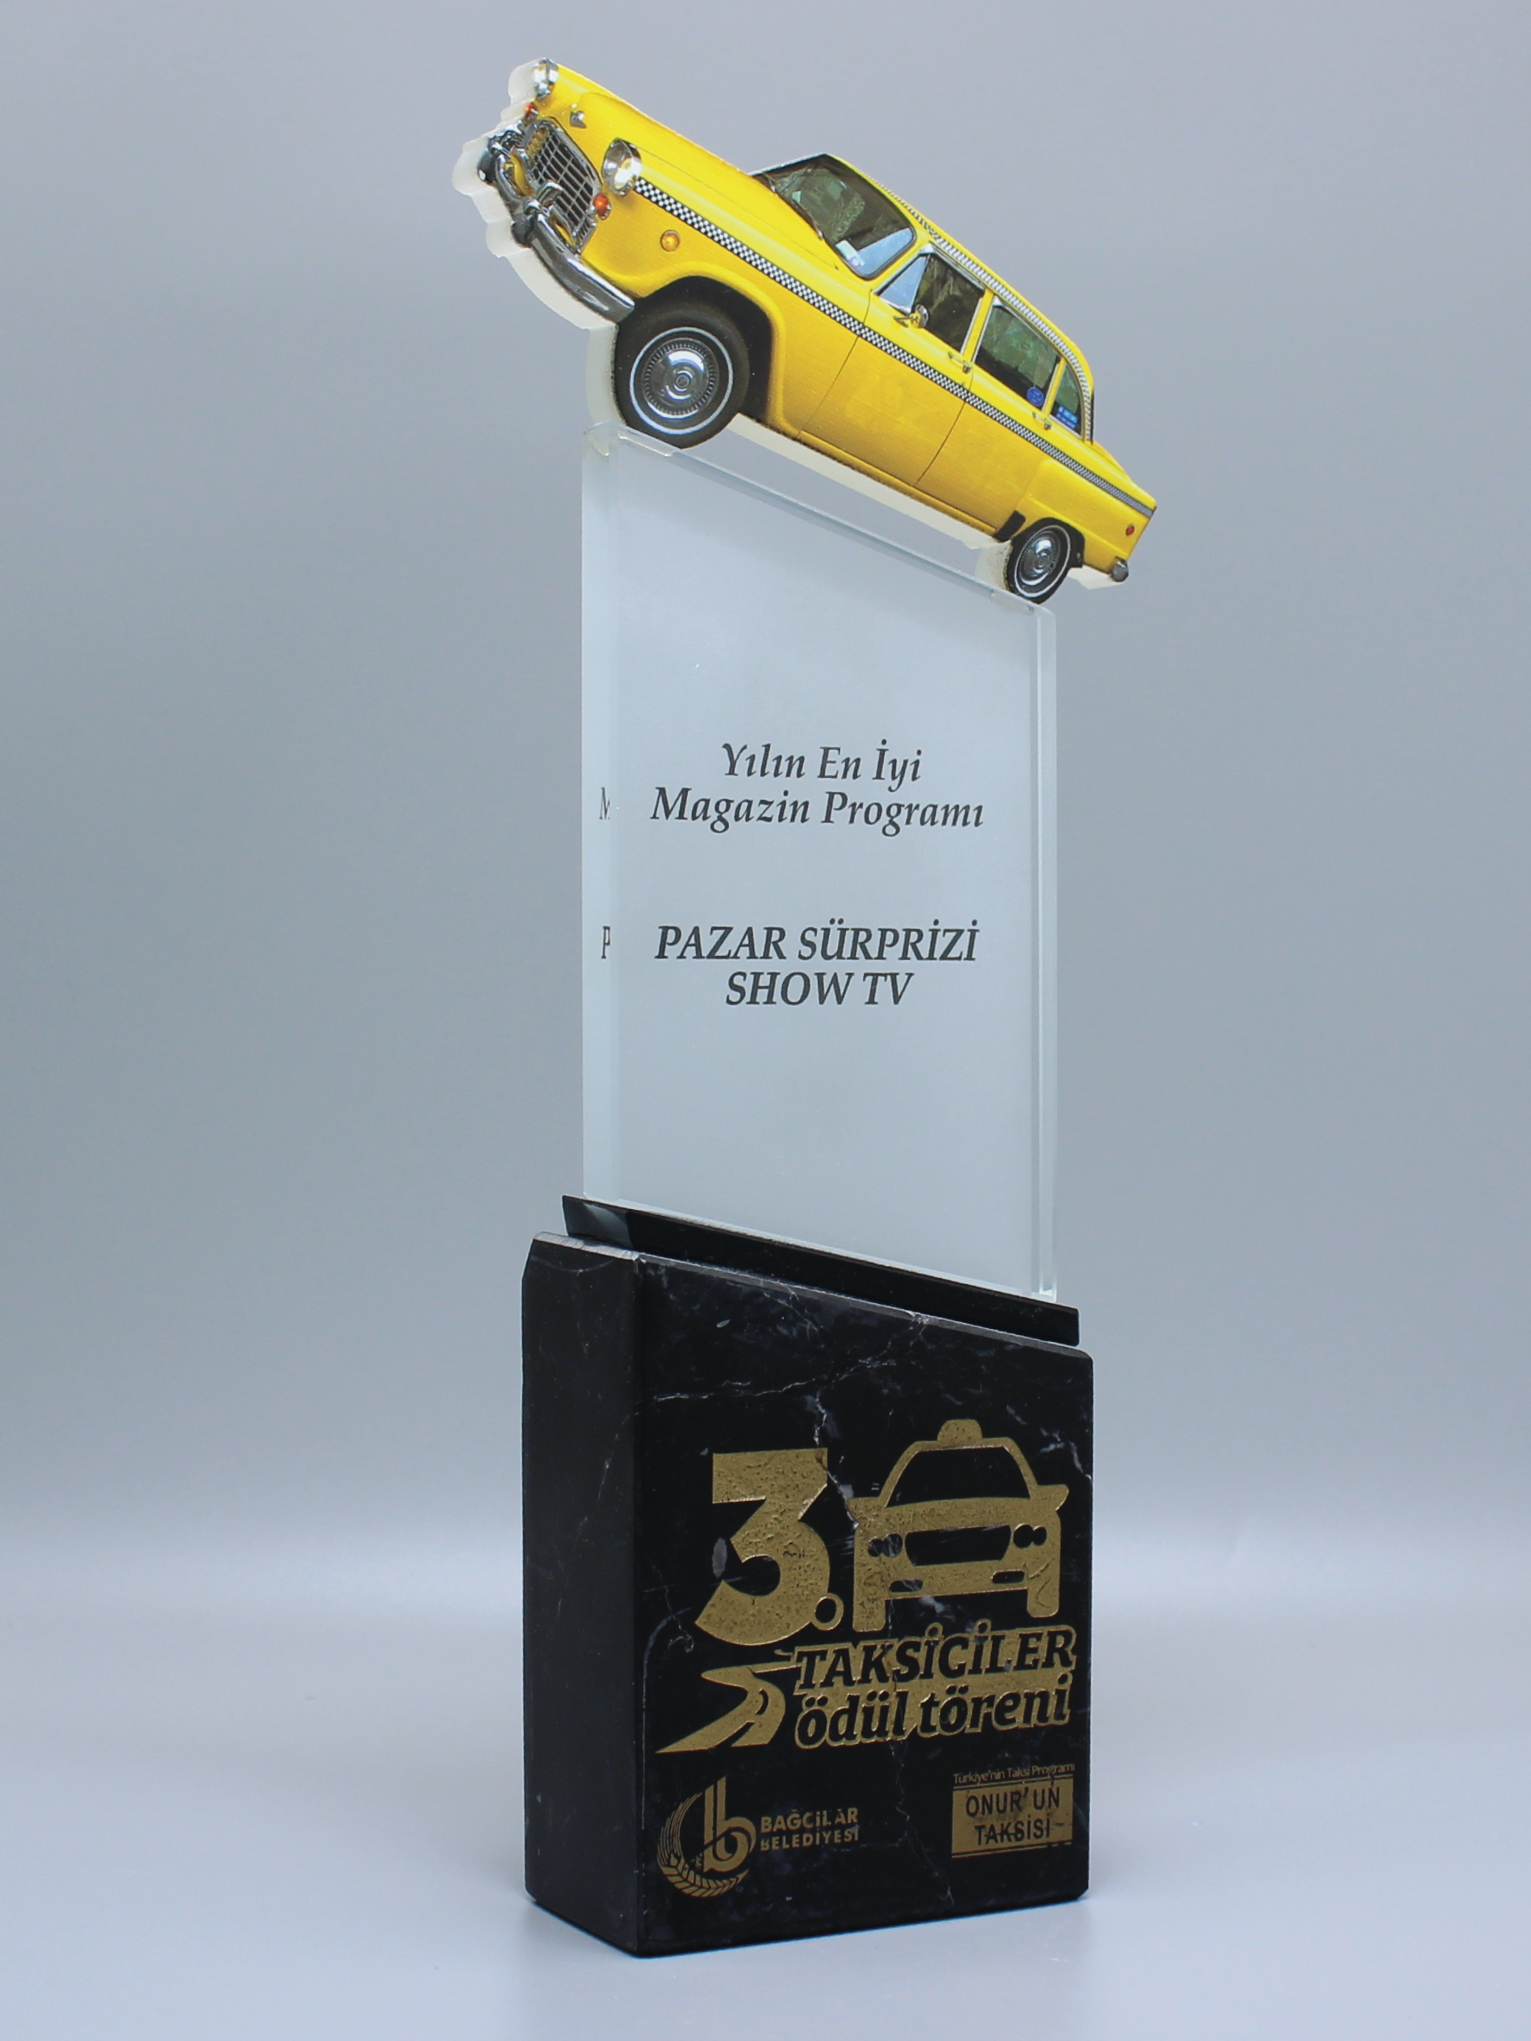 Yılın En İyi
Magazin Programı
PAZAR SÜRPRİZİ
SHOW TV
3.
TAKSİCİLER
ödül töreni
BAĞCILAR
BELEDİYESİ
Türkiye'nin Taksi Programı
ONUR'UN
TAKSİSİ